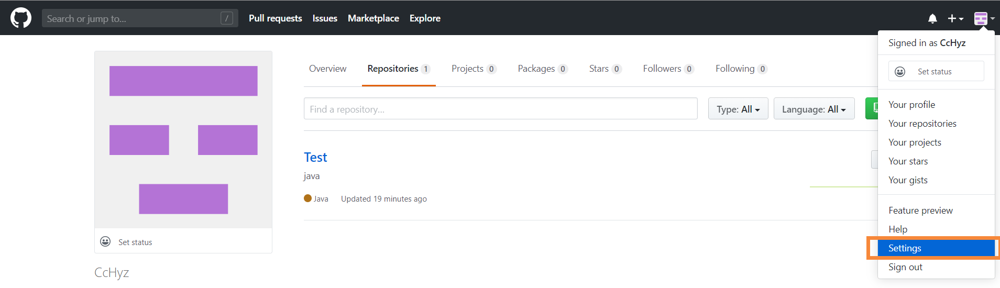 Search or jump to... /
Pull requests Issues Marketplace Explore
Signed in as CcHyz
Set status
Your profile
Your repositories
Your projects
Your stars
Your gists
Feature preview
Help
Settings
Sign out
Overview Repositories 1 Projects 0 Packages 0 Stars 0 Followers 0 Following 0
Find a repository... Type: All Language: All
Test
java
Java Updated 19 minutes ago
Set status
CcHyz